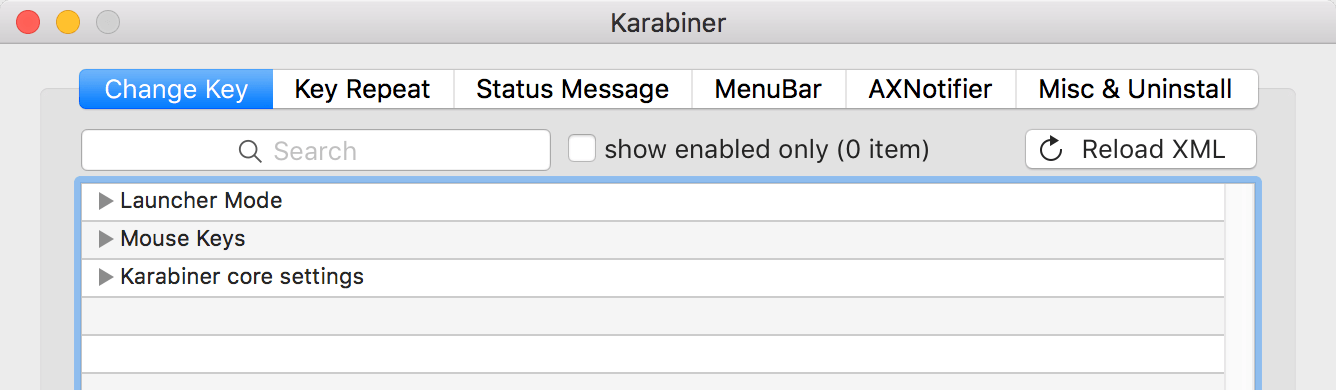 Karabiner
Change Key Key Repeat Status Message MenuBar AXNotifier Misc & Uninstall
Search show enabled only (0 item) Reload XML
Launcher Mode
Mouse Keys
Karabiner core settings